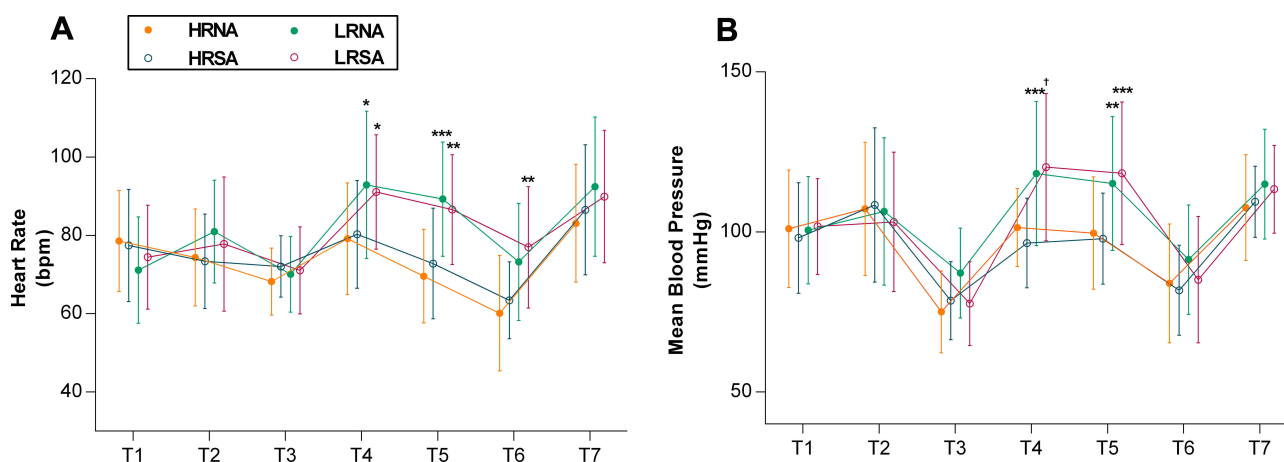 A
HRNA LRNA
HRSA LRSA
Heart Rate
(bpm)
120
100
80
60
40
* * *** ** **
T1 T2 T3 T4 T5 T6 T7
B
Mean Blood Pressure
(mmHg)
150
100
50
***† ** ***
T1 T2 T3 T4 T5 T6 T7